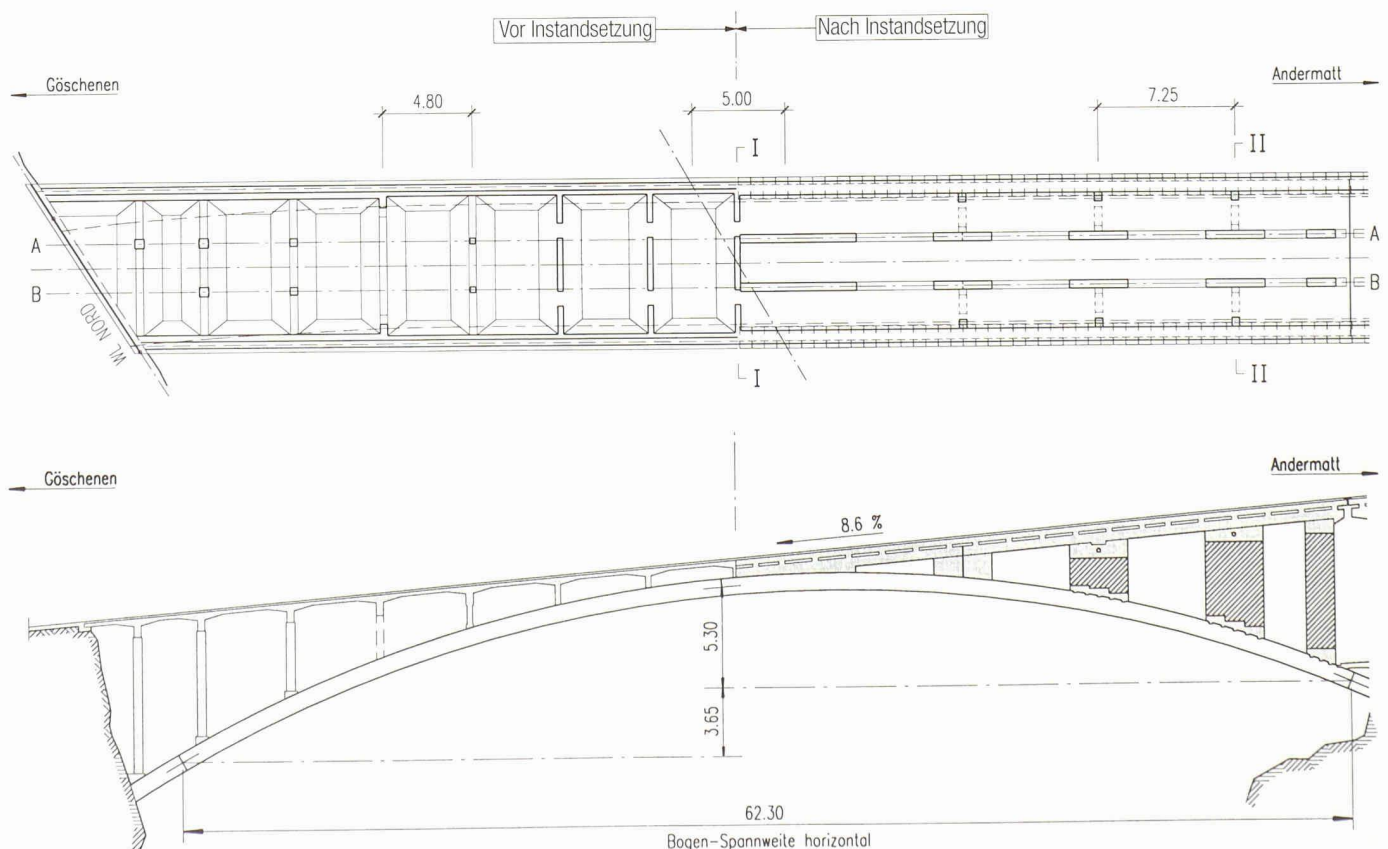 Vor Instandsetzung
Nach Instandsetzung
Göschenen
Andermatt
4.80
5.00
7.25
I
II
A
A
B
B
WL NORD
I
II
Göschenen
Andermatt
8.6 %
5.30
3.65
62.30
Bogen-Spannweite horizontal